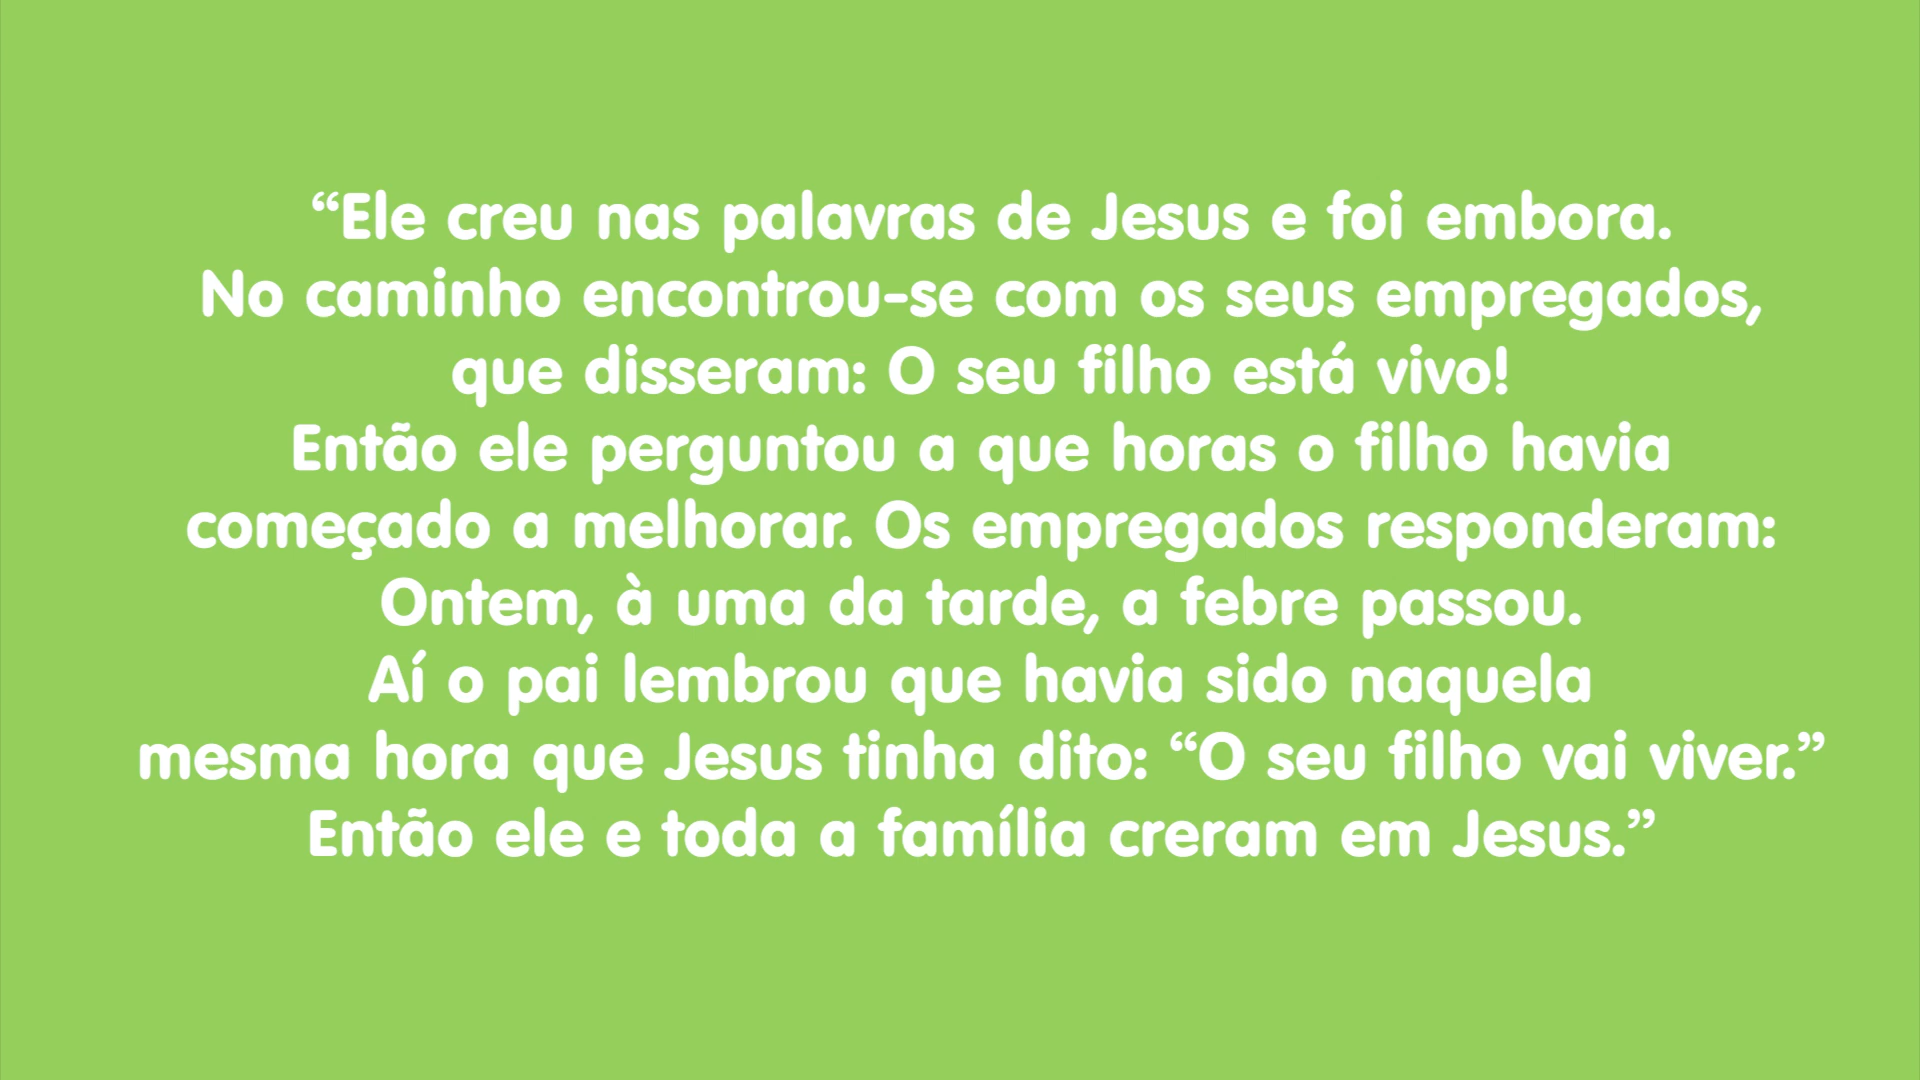 “Ele creu nas palavras de Jesus e foi embora.
No caminho encontrou-se com os seus empregados,
que disseram: O seu filho está vivo!
Então ele perguntou a que horas o filho havia
começado a melhorar. Os empregados responderam:
Ontem, à uma da tarde, a febre passou.
Aí o pai lembrou que havia sido naquela
mesma hora que Jesus tinha dito: “O seu filho vai viver.”
Então ele e toda a família creram em Jesus.”